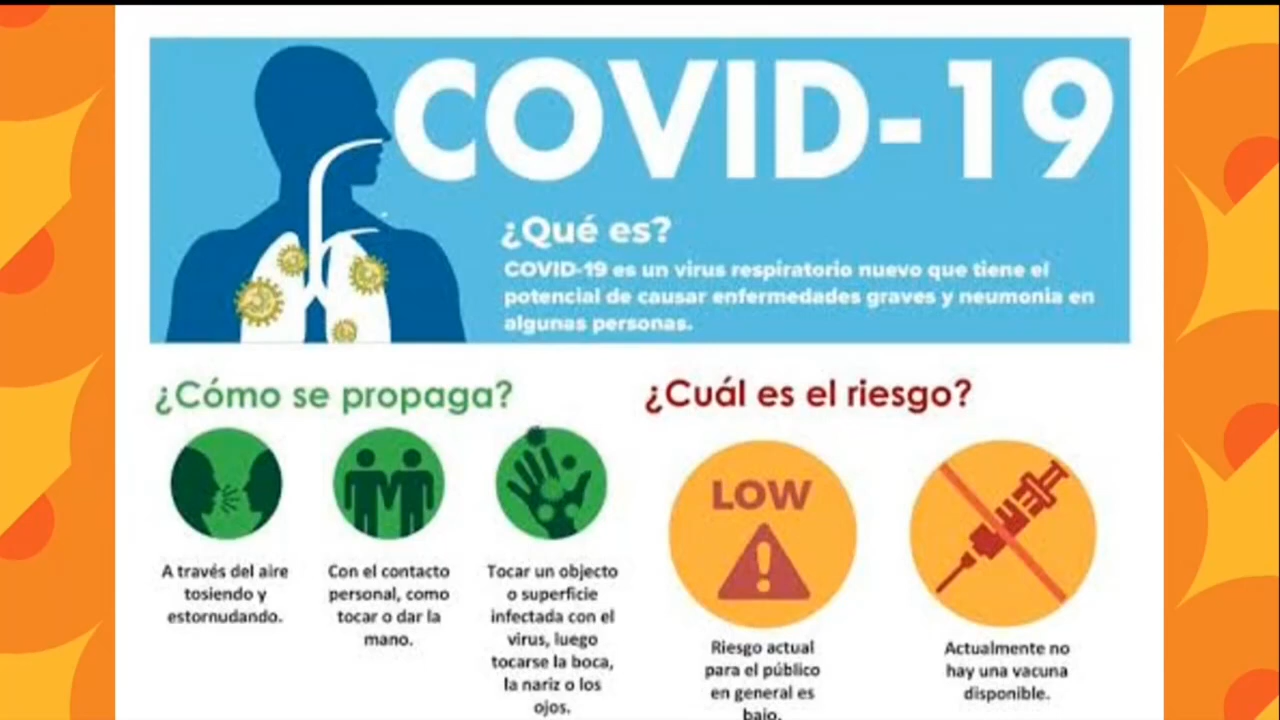 COVID-19
¿Qué es?
COVID-19 es un virus respiratorio nuevo que tiene el
potencial de causar enfermedades graves y neumonia en
algunas personas.
¿Cómo se propaga?
A través del aire
tosiendo y
estornudando.
Con el contacto
personal, como
tocar o dar la
mano.
Tocar un objecto
o superficie
infectada con el
virus, luego
tocarse la boca,
la nariz o los
ojos.
¿Cuál es el riesgo?
LOW
Riesgo actual
para el público
en general es
bajo.
Actualmente no
hay una vacuna
disponible.